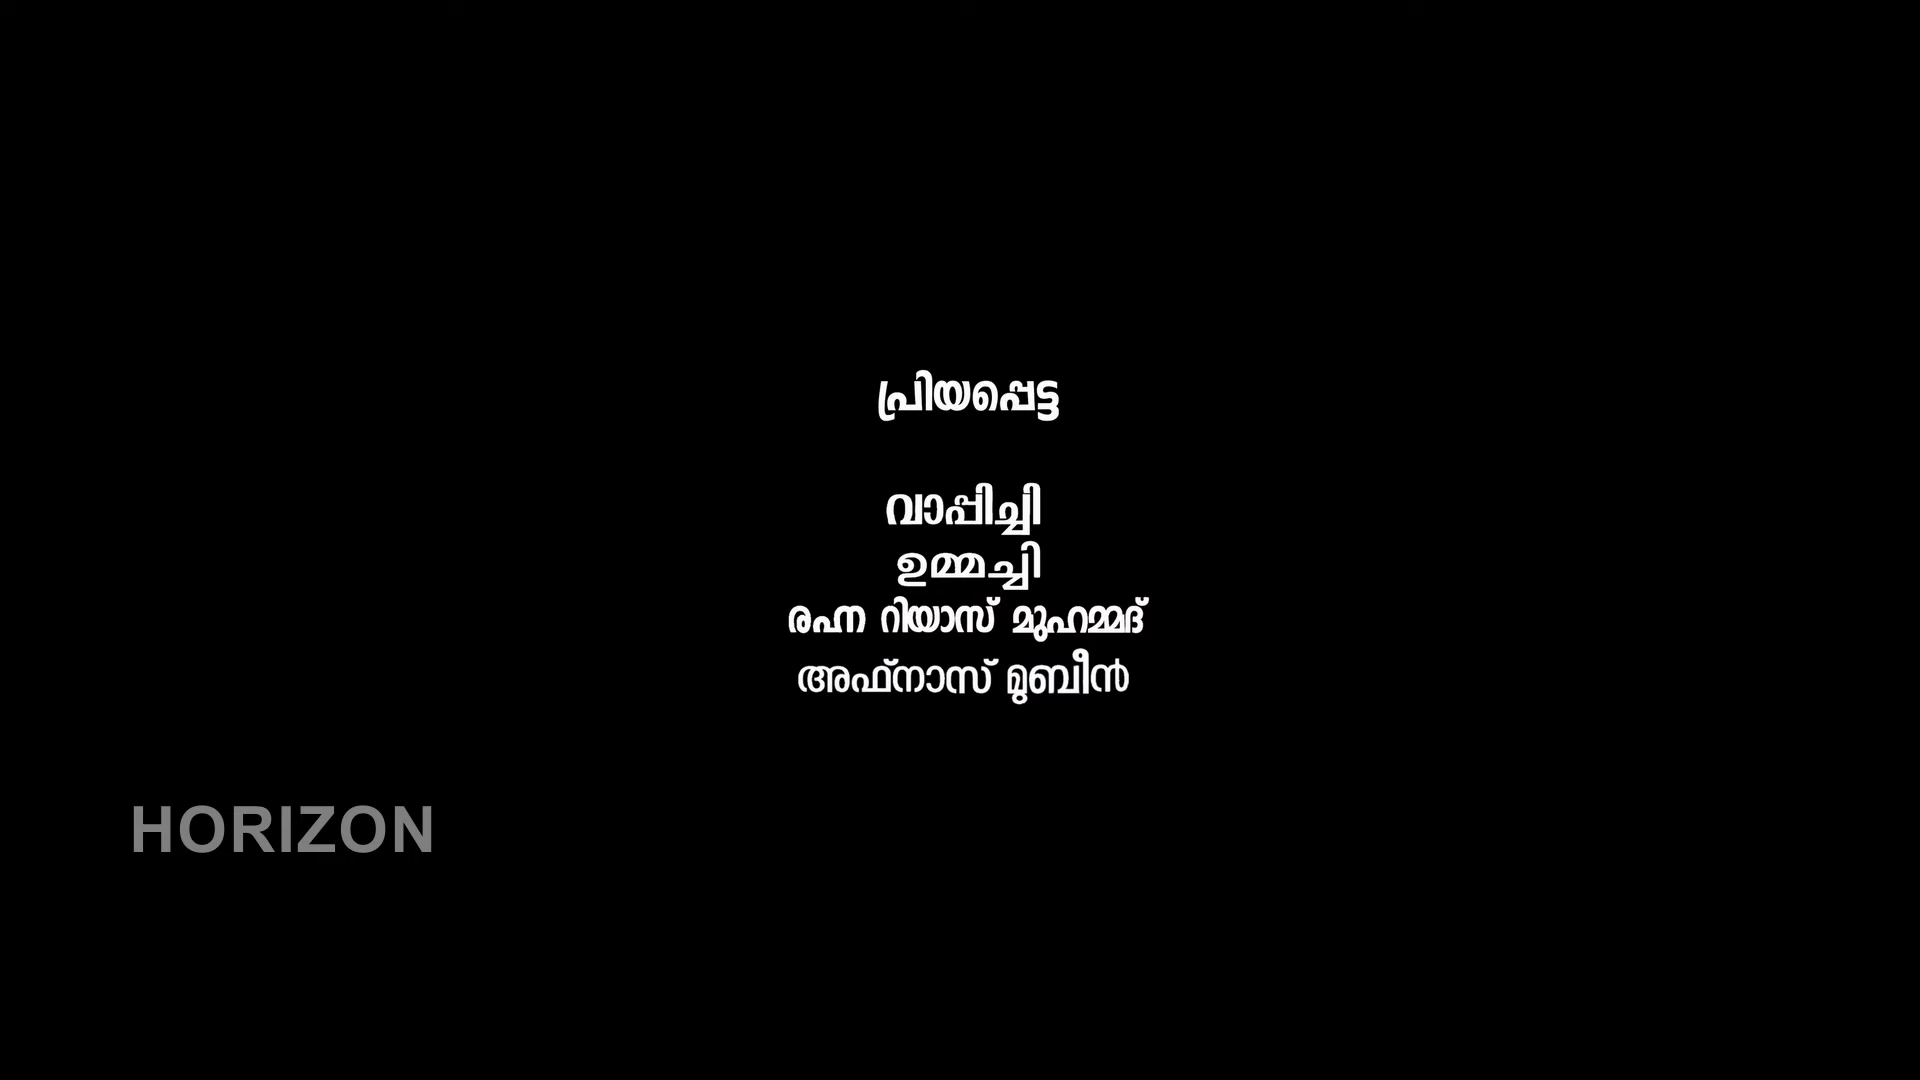 പ്രിയപ്പെട്ട
വാപ്പിച്ചി
ഉമ്മച്ചി
രഹ്ന റിയാസ് മുഹമ്മദ്
അഫ്നാസ് മുബീൻ
HORIZON